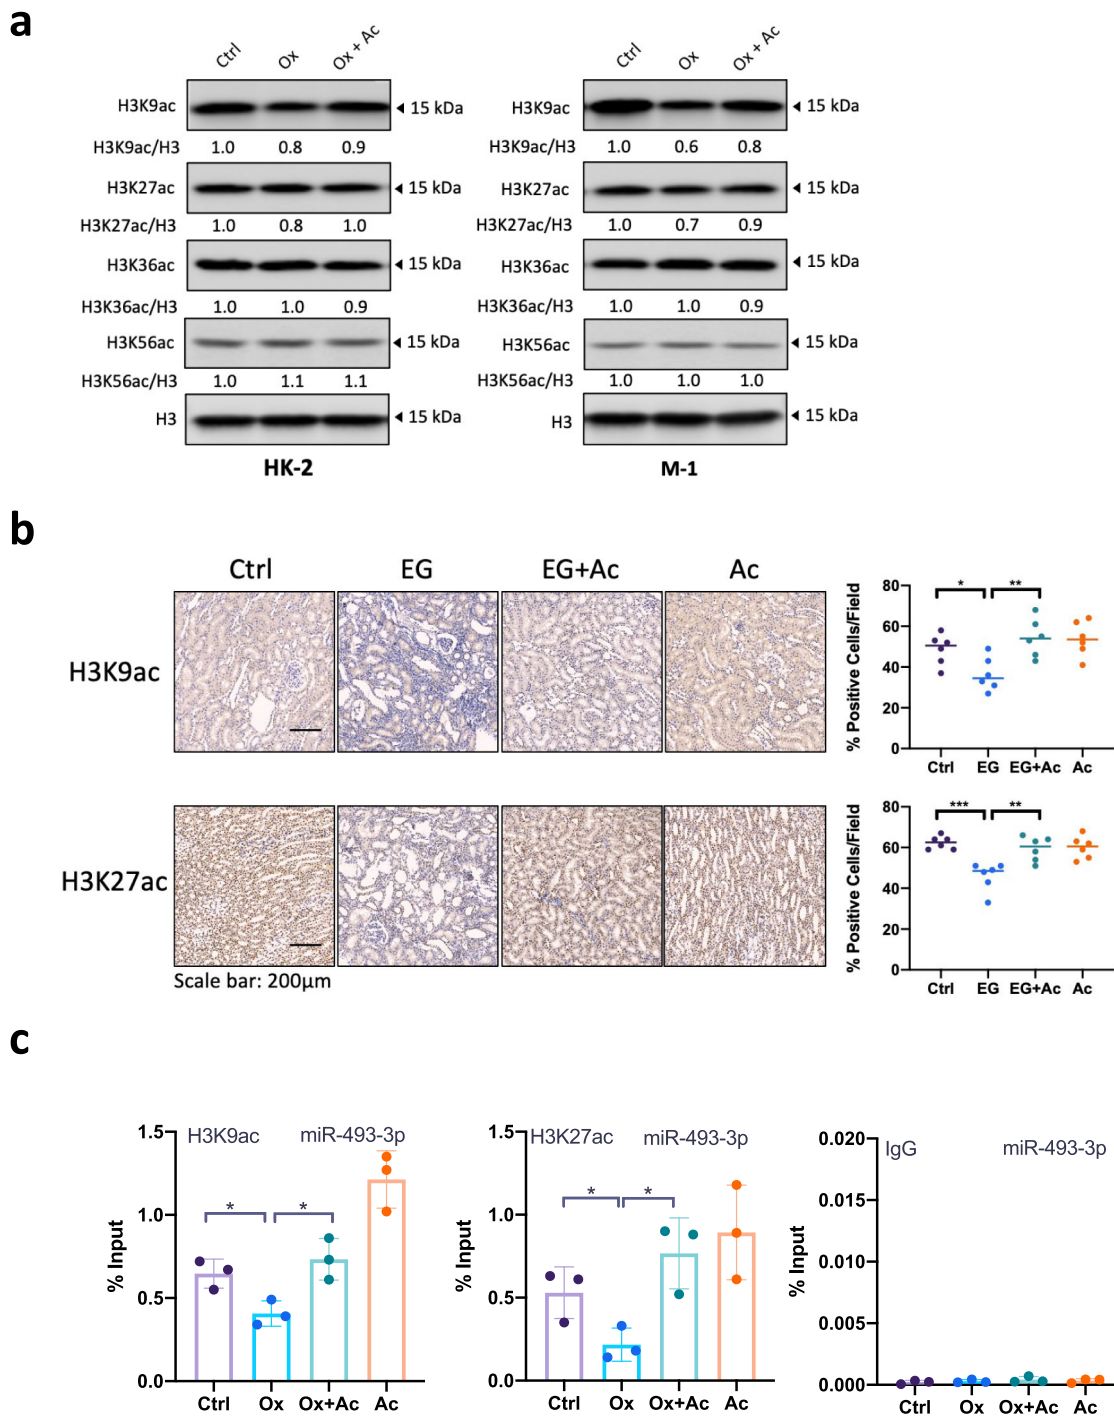 a
Ctrl Ox Ox + Ac
H3K9ac 15 kDa
H3K9ac/H3 1.0 0.8 0.9
H3K27ac 15 kDa
H3K27ac/H3 1.0 0.8 1.0
H3K36ac 15 kDa
H3K36ac/H3 1.0 1.0 0.9
H3K56ac 15 kDa
H3K56ac/H3 1.0 1.1 1.1
H3 15 kDa
HK-2
Ctrl Ox Ox + Ac
H3K9ac 15 kDa
H3K9ac/H3 1.0 0.6 0.8
H3K27ac 15 kDa
H3K27ac/H3 1.0 0.7 0.9
H3K36ac 15 kDa
H3K36ac/H3 1.0 1.0 0.9
H3K56ac 15 kDa
H3K56ac/H3 1.0 1.0 1.0
H3 15 kDa
M-1
b
Ctrl EG EG+Ac Ac
H3K9ac
% Positive Cells/Field
80
60
40
20
0
* **
Ctrl EG EG+Ac Ac
H3K27ac
Scale bar: 200µm
% Positive Cells/Field
80
60
40
20
0
*** **
Ctrl EG EG+Ac Ac
c
H3K9ac miR-493-3p
% Input
1.5
1.0
0.5
0.0
* *
Ctrl Ox Ox+Ac Ac
H3K27ac miR-493-3p
% Input
1.5
1.0
0.5
0.0
* *
Ctrl Ox Ox+Ac Ac
IgG miR-493-3p
% Input
0.020
0.015
0.010
0.005
0.000
Ctrl Ox Ox+Ac Ac